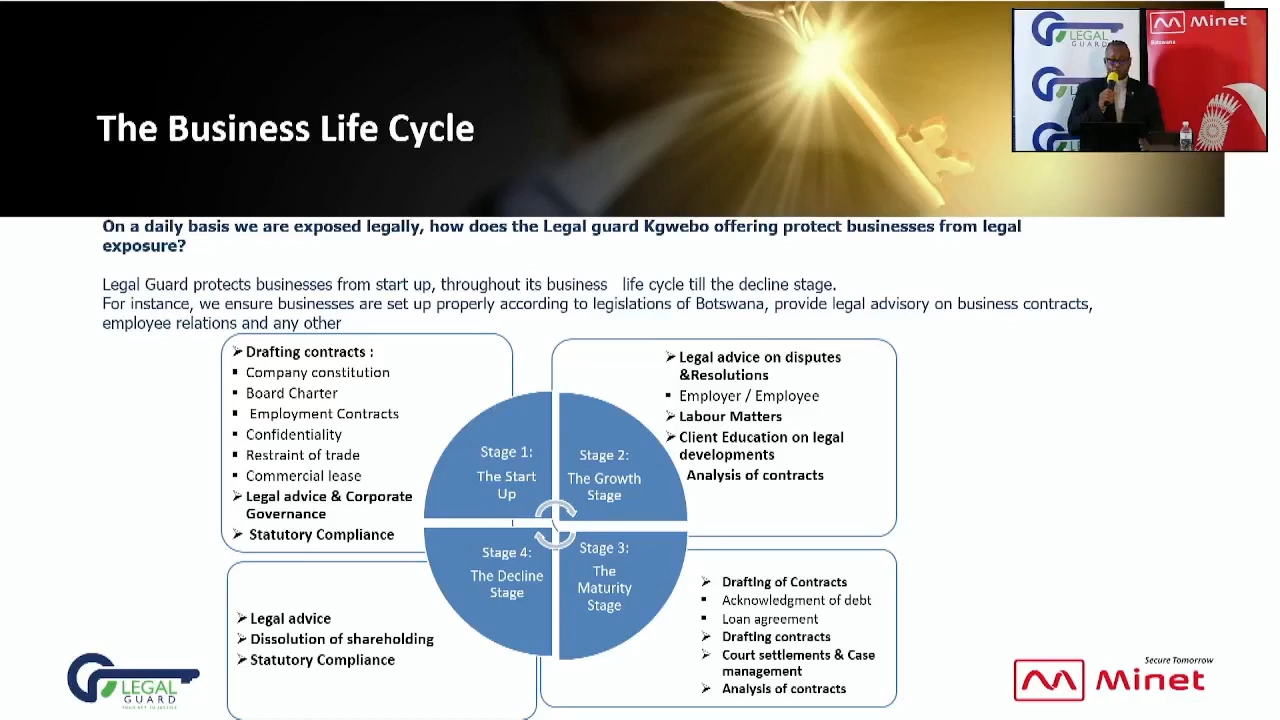 The Business Life Cycle
LEGAL
GUARD
Minet
Botswana
On a daily basis we are exposed legally, how does the Legal guard Kgwebo offering protect businesses from legal
exposure?
Legal Guard protects businesses from start up, throughout its business life cycle till the decline stage.
For instance, we ensure businesses are set up properly according to legislations of Botswana, provide legal advisory on business contracts,
employee relations and any other
Drafting contracts :
Company constitution
Board Charter
Employment Contracts
Confidentiality
Restraint of trade
Commercial lease
Legal advice & Corporate
Governance
Statutory Compliance
Legal advice on disputes
&Resolutions
Employer / Employee
Labour Matters
Client Education on legal
developments
Analysis of contracts
Stage 1:
The Start
Up
Stage 2:
The Growth
Stage
Stage 4:
The Decline
Stage
Stage 3:
The
Maturity
Stage
Legal advice
Dissolution of shareholding
Statutory Compliance
Drafting of Contracts
Acknowledgment of debt
Loan agreement
Drafting contracts
Court settlements & Case
management
Analysis of contracts
LEGAL
GUARD
Secure Tomorrow
Minet